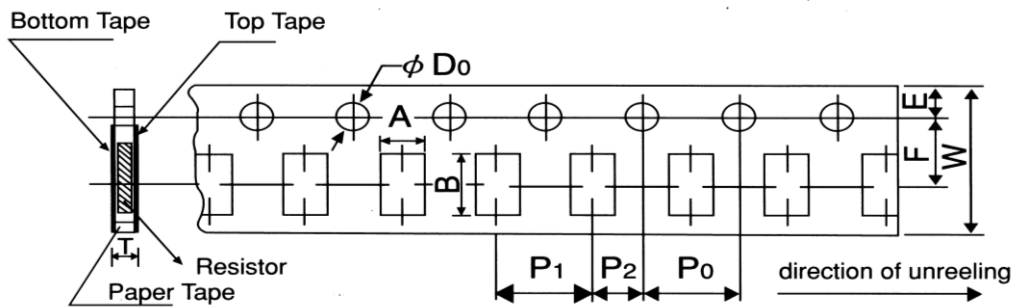 Bottom Tape
Top Tape
ϕ D0
A
B
E
F
W
T
Resistor
Paper Tape
P1
P2
P0
direction of unreeling